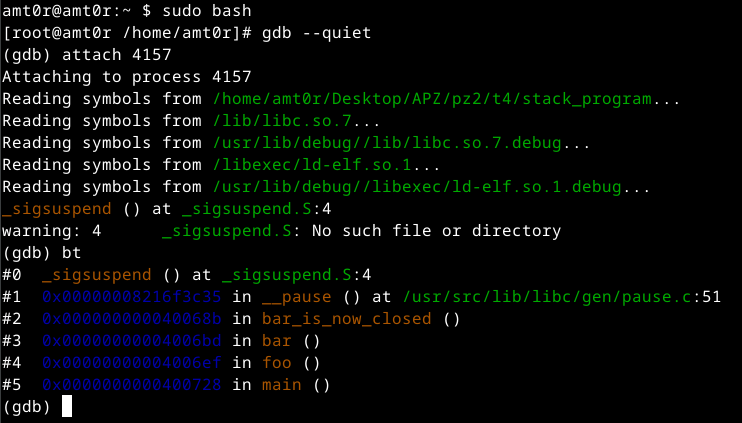 amt0r@amt0r:~ $ sudo bash
[root@amt0r /home/amt0r]# gdb --quiet
(gdb) attach 4157
Attaching to process 4157
Reading symbols from /home/amt0r/Desktop/APZ/pz2/t4/stack_program...
Reading symbols from /lib/libc.so.7...
Reading symbols from /usr/lib/debug//lib/libc.so.7.debug...
Reading symbols from /libexec/ld-elf.so.1...
Reading symbols from /usr/lib/debug//libexec/ld-elf.so.1.debug...
_sigsuspend () at _sigsuspend.S:4
warning: 4      _sigsuspend.S: No such file or directory
(gdb) bt
#0  _sigsuspend () at _sigsuspend.S:4
#1  0x00000008216f3c35 in __pause () at /usr/src/lib/libc/gen/pause.c:51
#2  0x000000000040068b in bar_is_now_closed ()
#3  0x00000000004006bd in bar ()
#4  0x00000000004006ef in foo ()
#5  0x0000000000400728 in main ()
(gdb)